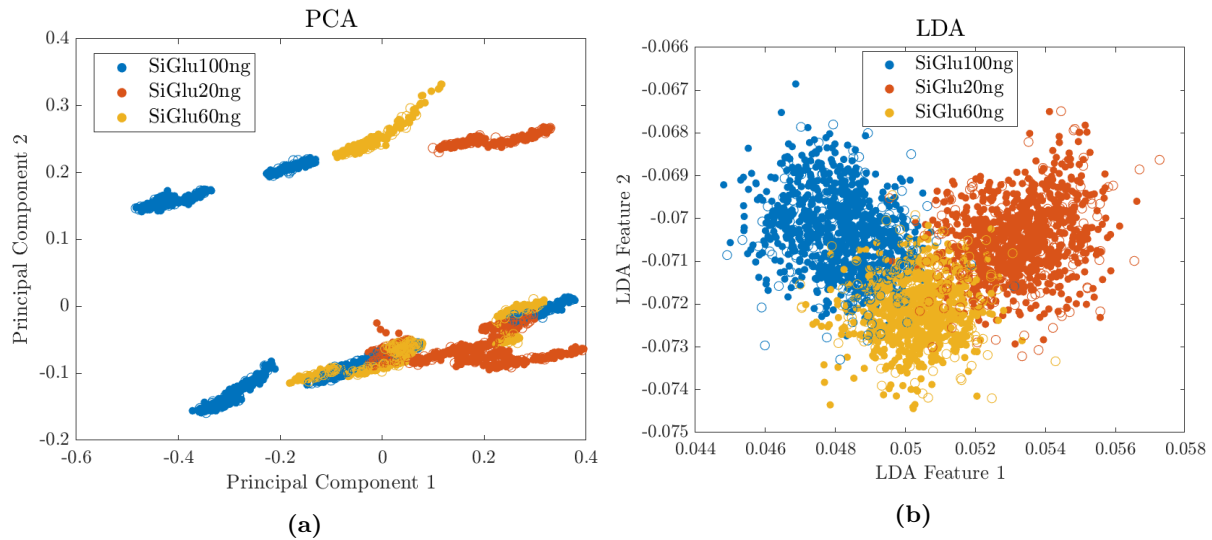 PCA
0.4
0.3
0.2
0.1
0
-0.1
-0.2
Principal Component 2
SiGlu100ng
SiGlu20ng
SiGlu60ng
-0.6
-0.4
-0.2
0
0.2
0.4
Principal Component 1
(a)
LDA
-0.066
-0.067
-0.068
-0.069
-0.07
-0.071
-0.072
-0.073
-0.074
-0.075
LDA Feature 2
SiGlu100ng
SiGlu20ng
SiGlu60ng
0.044
0.046
0.048
0.05
0.052
0.054
0.056
0.058
LDA Feature 1
(b)